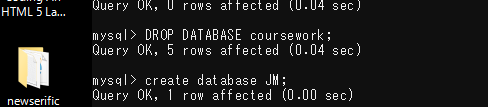 HTML 5 La...
newserific
Query OK, 0 rows affected (0.04 sec)
mysql> DROP DATABASE coursework;
Query OK, 5 rows affected (0.04 sec)
mysql> create database JM;
Query OK, 1 row affected (0.00 sec)